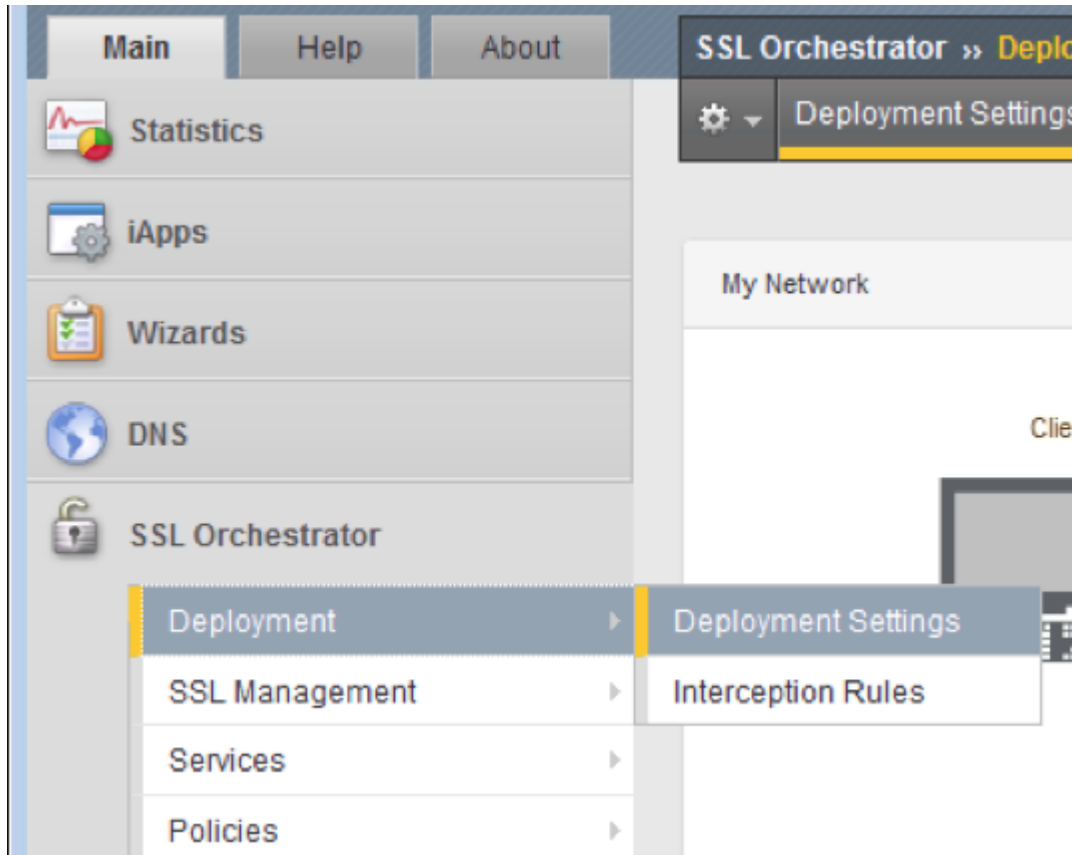 Main Help About
SSL Orchestrator »
Deployment Settings
Statistics
iApps
My Network
Wizards
DNS
SSL Orchestrator
Deployment
Deployment Settings
SSL Management
Interception Rules
Services
Policies